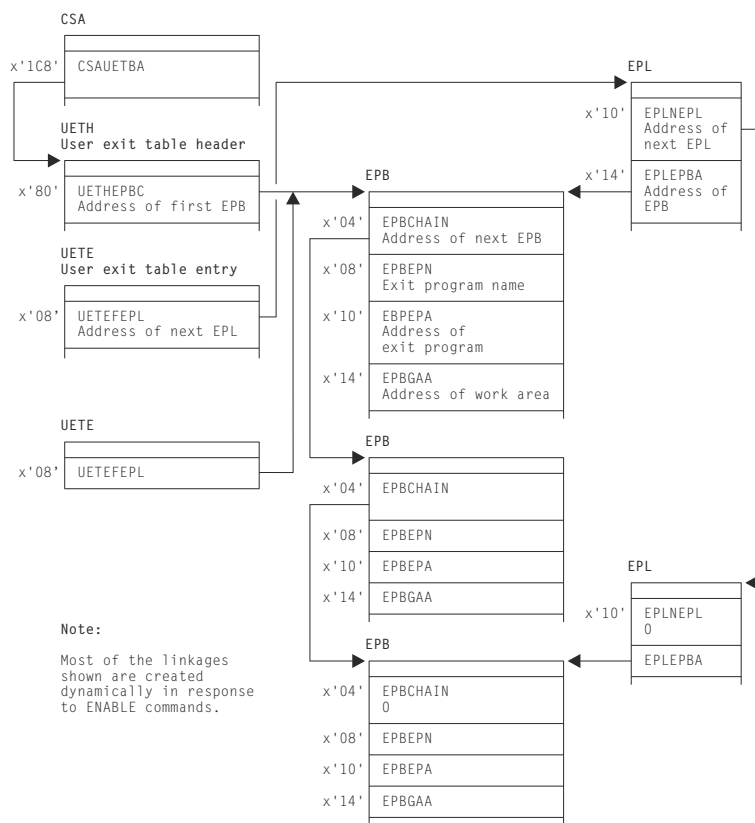 CSA
x'1C8' CSAUETBA
UETH
User exit table header
x'80' UETHEPBC
Address of first EPB
UETE
User exit table entry
x'08' UETEFEPL
Address of next EPL
UETE
x'08' UETEFEPL
Note:
Most of the linkages
shown are created
dynamically in response
to ENABLE commands.
EPB
x'04' EPBCHAIN
Address of next EPB
x'08' EPBEPN
Exit program name
x'10' EBPEPA
Address of
exit program
x'14' EPBGAA
Address of work area
EPB
x'04' EPBCHAIN
x'08' EPBEPN
x'10' EPBEPA
x'14' EPBGAA
EPB
x'04' EPBCHAIN
0
x'08' EPBEPN
x'10' EPBEPA
x'14' EPBGAA
EPL
x'10' EPLNEPL
Address of
next EPL
x'14' EPLEPBA
Address of
EPB
EPL
x'10' EPLNEPL
0
EPLEPBA